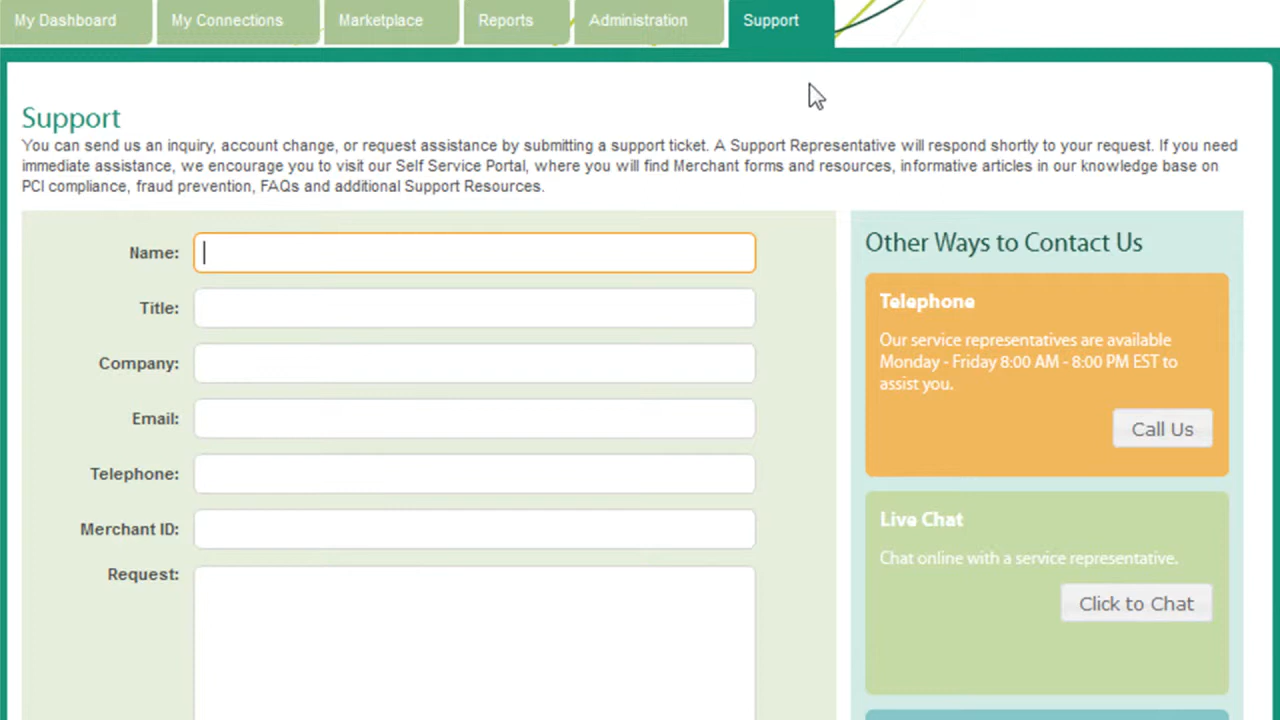 My Dashboard
My Connections
Marketplace
Reports
Administration
Support
Support
You can send us an inquiry, account change, or request assistance by submitting a support ticket. A Support Representative will respond shortly to your request. If you need
immediate assistance, we encourage you to visit our Self Service Portal, where you will find Merchant forms and resources, informative articles in our knowledge base on
PCI compliance, fraud prevention, FAQs and additional Support Resources.
Name:
Title:
Company:
Email:
Telephone:
Merchant ID:
Request:
Other Ways to Contact Us
Telephone
Our service representatives are available
Monday - Friday 8:00 AM - 8:00 PM EST to
assist you.
Call Us
Live Chat
Chat online with a service representative.
Click to Chat